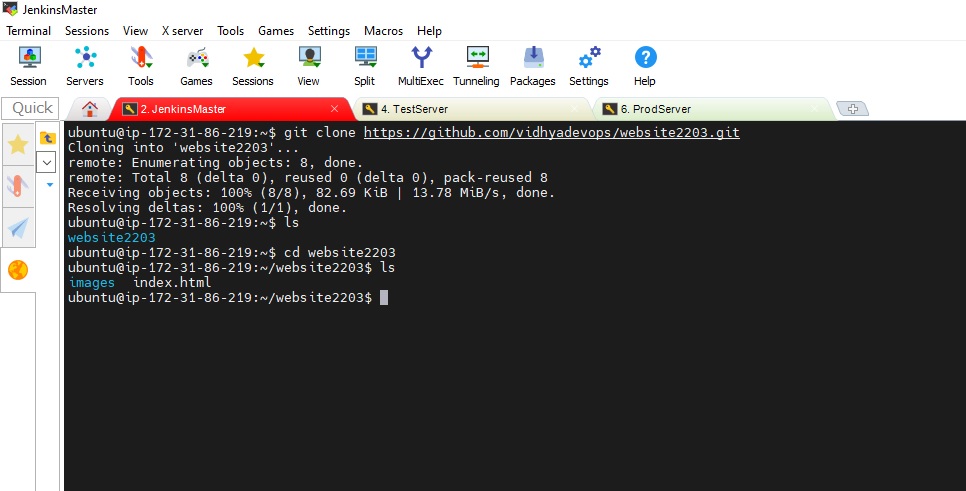 JenkinsMaster
Terminal Sessions View X server Tools Games Settings Macros Help
Session Servers Tools Games Sessions View Split MultiExec Tunneling Packages Settings Help
Quick 2. JenkinsMaster 4. TestServer 6. ProdServer
ubuntu@ip-172-31-86-219:~$ git clone https://github.com/vidhyadevops/website2203.git
Cloning into 'website2203'...
remote: Enumerating objects: 8, done.
remote: Total 8 (delta 0), reused 0 (delta 0), pack-reused 8
Receiving objects: 100% (8/8), 82.69 KiB | 13.78 MiB/s, done.
Resolving deltas: 100% (1/1), done.
ubuntu@ip-172-31-86-219:~$ ls
website2203
ubuntu@ip-172-31-86-219:~$ cd website2203
ubuntu@ip-172-31-86-219:~/website2203$ ls
images  index.html
ubuntu@ip-172-31-86-219:~/website2203$